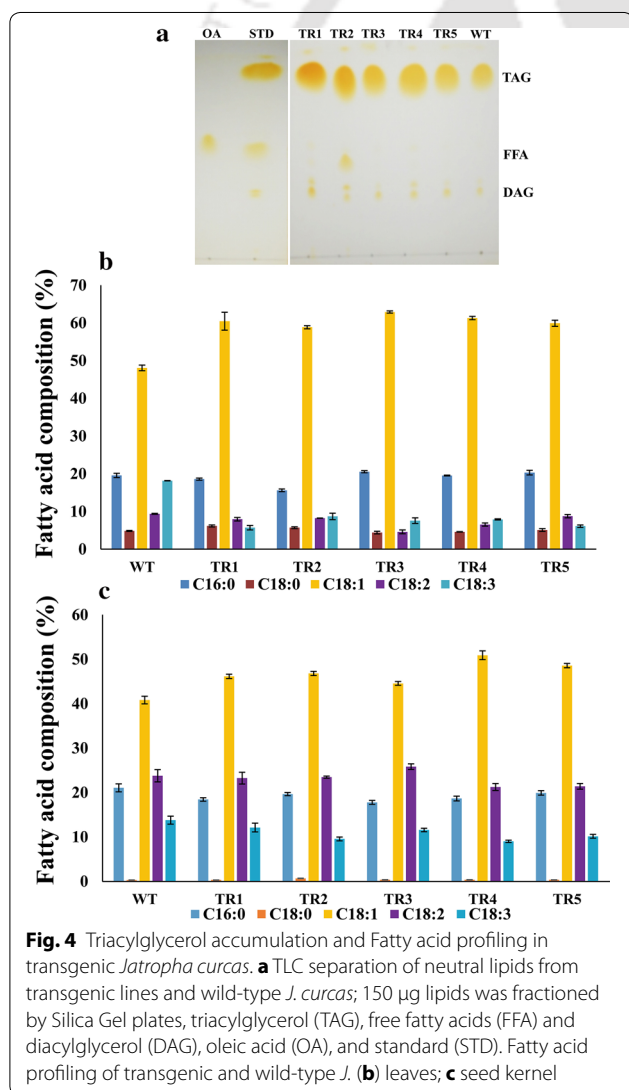 a
OA STD TR1 TR2 TR3 TR4 TR5 WT
TAG
FFA
DAG
b
Fatty acid composition (%)
70
60
50
40
30
20
10
0
WT TR1 TR2 TR3 TR4 TR5
C16:0 C18:0 C18:1 C18:2 C18:3
c
Fatty acid composition (%)
60
50
40
30
20
10
0
WT TR1 TR2 TR3 TR4 TR5
C16:0 C18:0 C18:1 C18:2 C18:3
Fig. 4 Triacylglycerol accumulation and Fatty acid profiling in
transgenic Jatropha curcas. a TLC separation of neutral lipids from
transgenic lines and wild-type J. curcas; 150 µg lipids was fractioned
by Silica Gel plates, triacylglycerol (TAG), free fatty acids (FFA) and
diacylglycerol (DAG), oleic acid (OA), and standard (STD). Fatty acid
profiling of transgenic and wild-type J. (b) leaves; c seed kernel